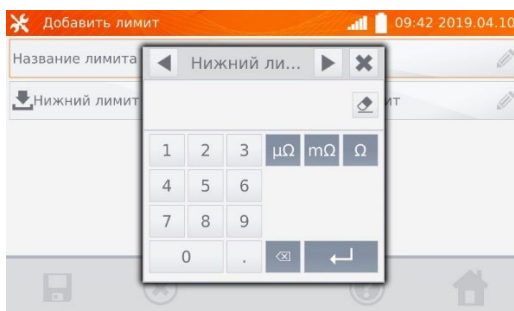 Добавить лимит 09:42 2019.04.10
Название лимита
Нижний ли...
Нижний лимит ит
1 2 3 µΩ mΩ Ω
4 5 6
7 8 9
0 .